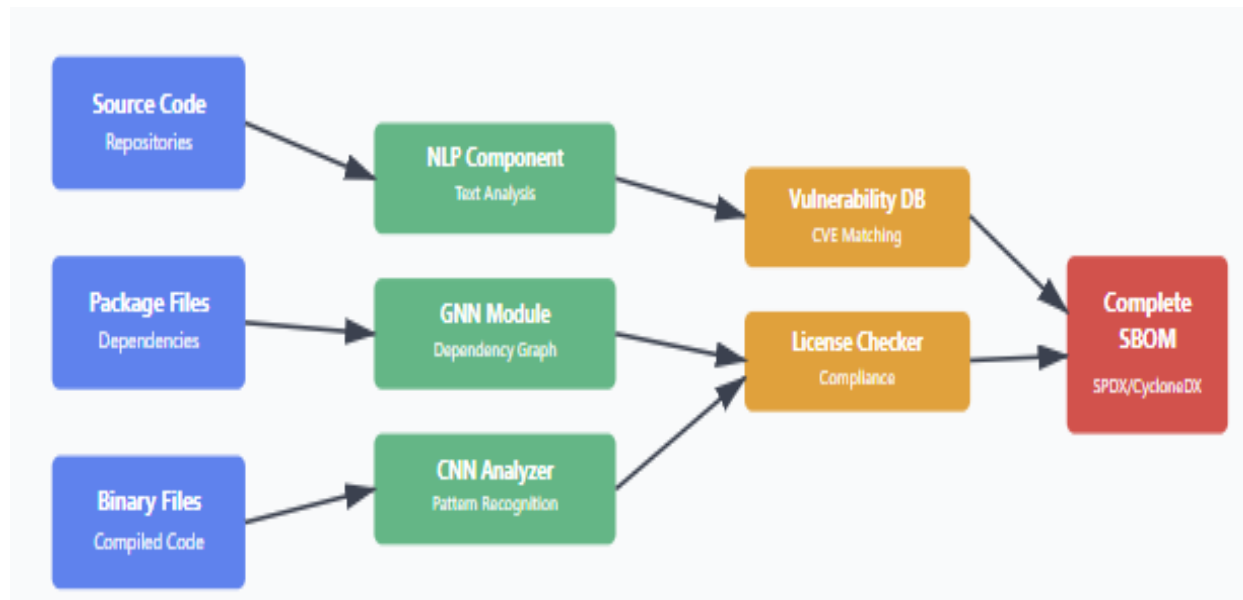 Source Code
Repositories
Package Files
Dependencies
Binary Files
Compiled Code
NLP Component
Text Analysis
GNN Module
Dependency Graph
CNN Analyzer
Pattern Recognition
Vulnerability DB
CVE Matching
License Checker
Compliance
Complete
SBOM
SPDX/CycloneDX